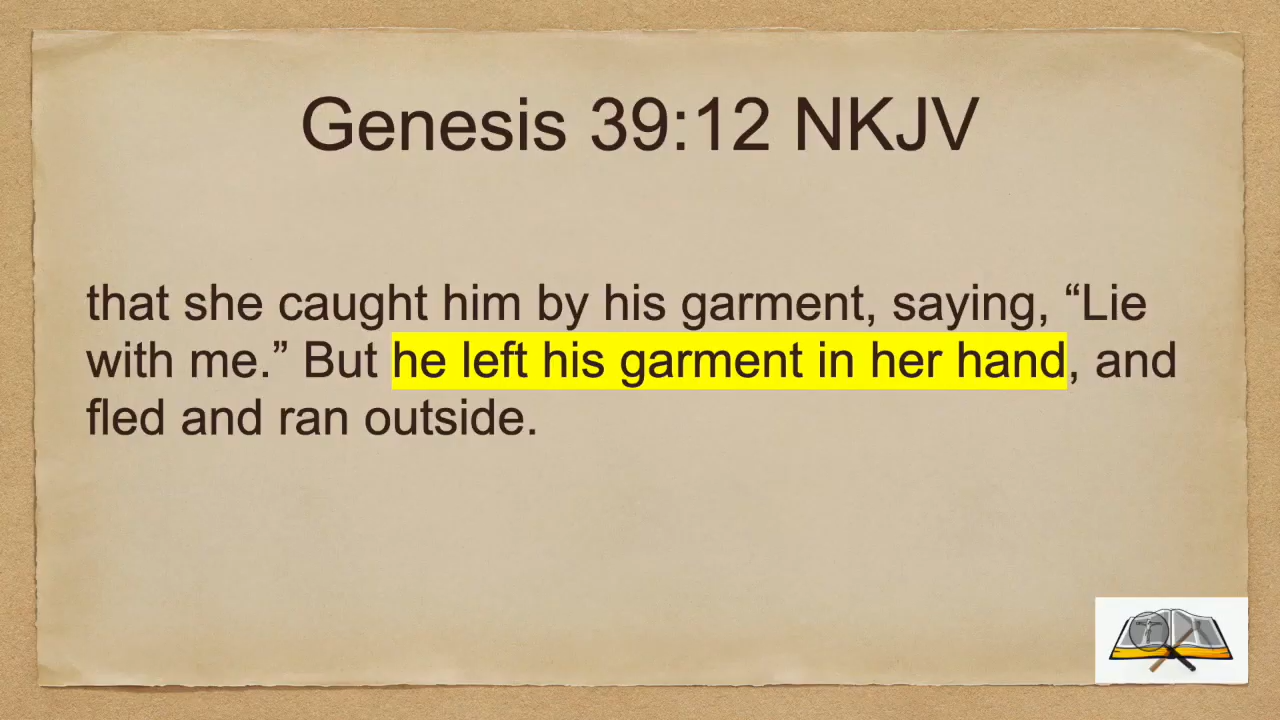 Genesis 39:12 NKJV
that she caught him by his garment, saying, “Lie
with me.” But he left his garment in her hand, and
fled and ran outside.